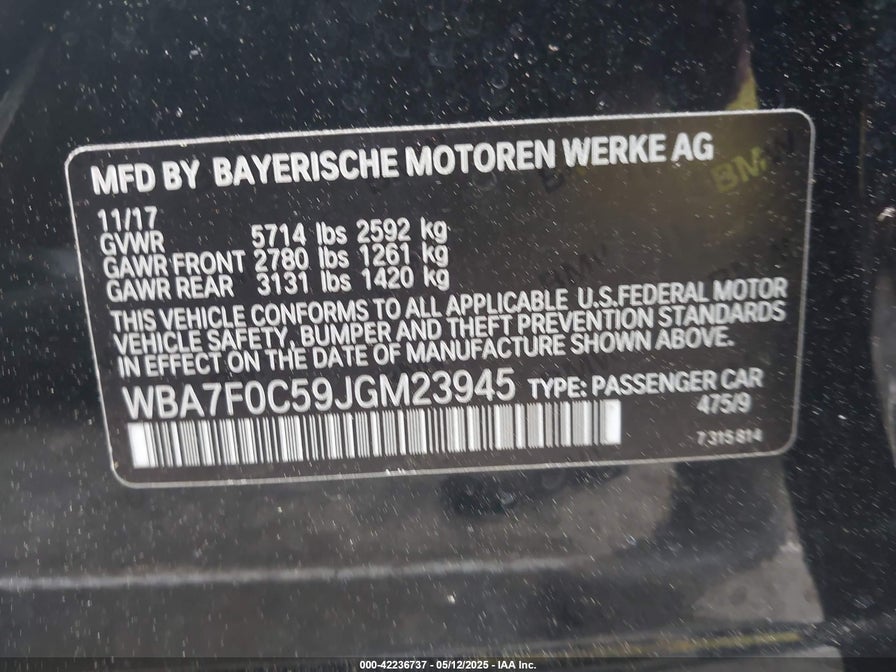 MFD BY BAYERISCHE MOTOREN WERKE AG
11/17
GVWR 5714 lbs 2592 kg
GAWR FRONT 2780 lbs 1261 kg
GAWR REAR 3131 lbs 1420 kg
THIS VEHICLE CONFORMS TO ALL APPLICABLE U.S.FEDERAL MOTOR
VEHICLE SAFETY, BUMPER AND THEFT PREVENTION STANDARDS
IN EFFECT ON THE DATE OF MANUFACTURE SHOWN ABOVE.
WBA7F0C59JGM23945 TYPE: PASSENGER CAR
475/9
7 315 814
BMW
000-42236737 - 05/12/2025 - IAA Inc.